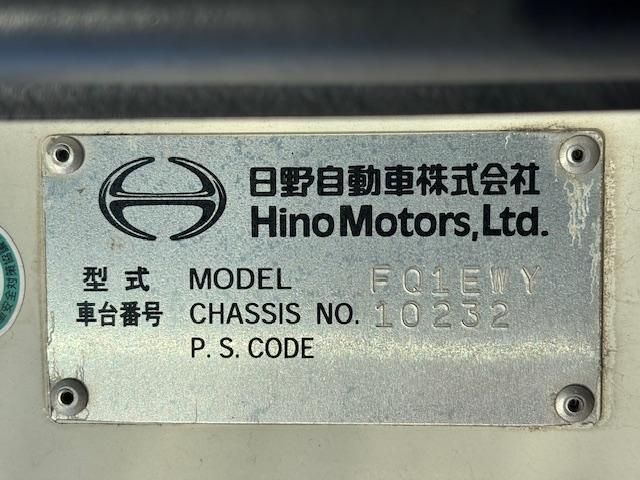 日野自動車株式会社
Hino Motors, Ltd.
型式 MODEL FQ1EWY
車台番号 CHASSIS NO. 10232
P. S. CODE